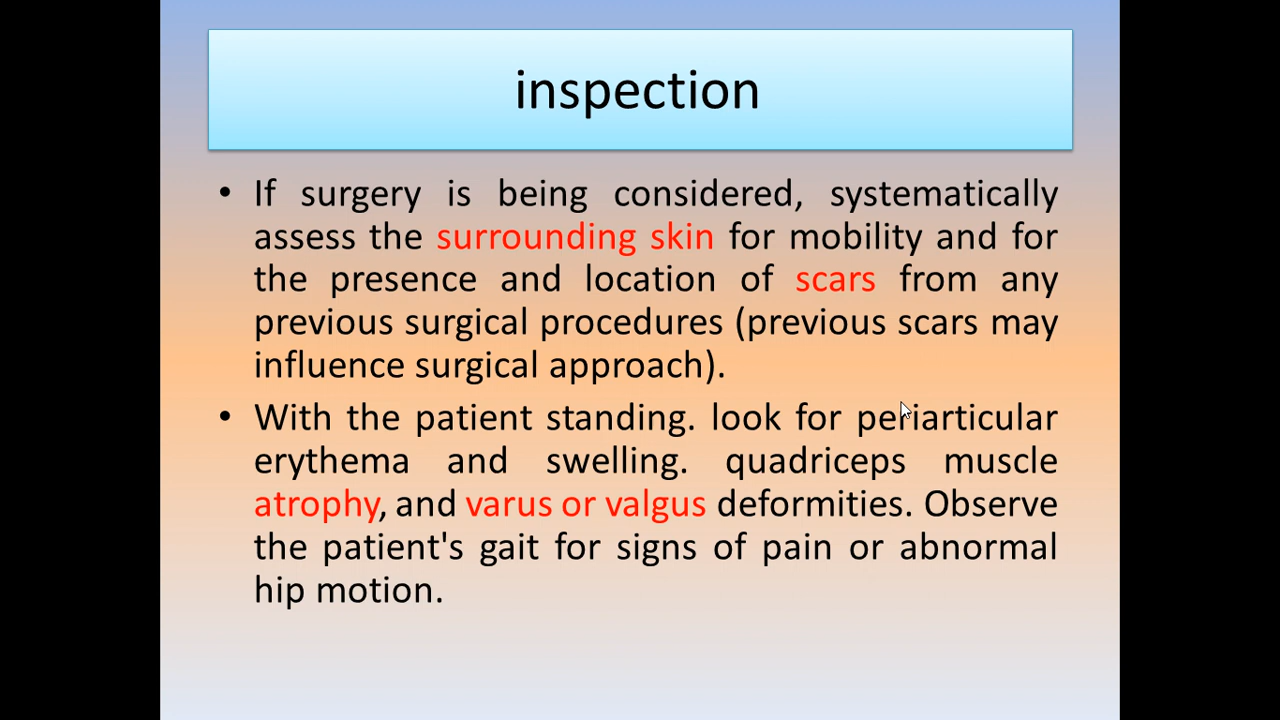 inspection
• If surgery is being considered, systematically
assess the surrounding skin for mobility and for
the presence and location of scars from any
previous surgical procedures (previous scars may
influence surgical approach).
• With the patient standing. look for periarticular
erythema and swelling. quadriceps muscle
atrophy, and varus or valgus deformities. Observe
the patient's gait for signs of pain or abnormal
hip motion.